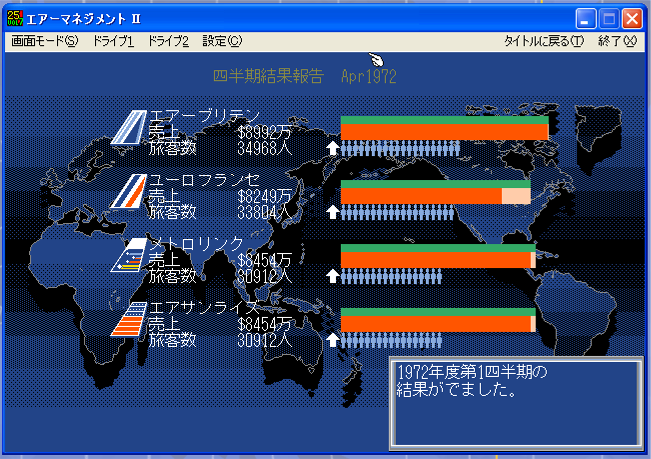 エアーマネジメント II
画面モード(S) ドライブ1 ドライブ2 設定(C) タイトルに戻る(T) 終了(X)
四半期結果報告 Apr1972
エアーブリテン
売上 $8992万
旅客数 34968人
ユーロフランセ
売上 $8249万
旅客数 33804人
メトロリンク
売上 $8454万
旅客数 30912人
エアサンライズ
売上 $8454万
旅客数 30912人
1972年度第1四半期の
結果がでました。